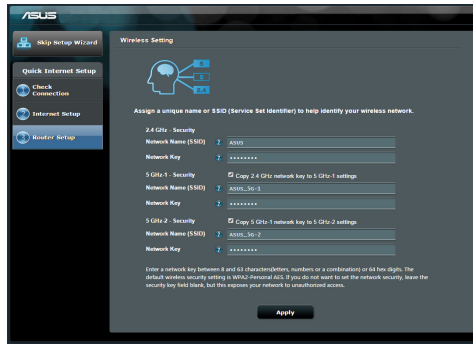 ASUS
Skip Setup Wizard
Quick Internet Setup
1 Check Connection
2 Internet Setup
3 Router Setup
Wireless Setting
5
5
2.4
Assign a unique name or SSID (Service Set Identifier) to help identify your wireless network.
2.4 GHz - Security
Network Name (SSID) ? ASUS
Network Key ? ••••••••
5 GHz-1 - Security Copy 2.4 GHz network key to 5 GHz-1 settings
Network Name (SSID) ? ASUS_5G-1
Network Key ? ••••••••
5 GHz-2 - Security Copy 5 GHz-1 network key to 5 GHz-2 settings
Network Name (SSID) ? ASUS_5G-2
Network Key ? ••••••••
Enter a network key between 8 and 63 characters(letters, numbers or a combination) or 64 hex digits. The
default wireless security setting is WPA2-Personal AES. If you do not want to set the network security, leave the
security key field blank, but this exposes your network to unauthorized access.
Apply